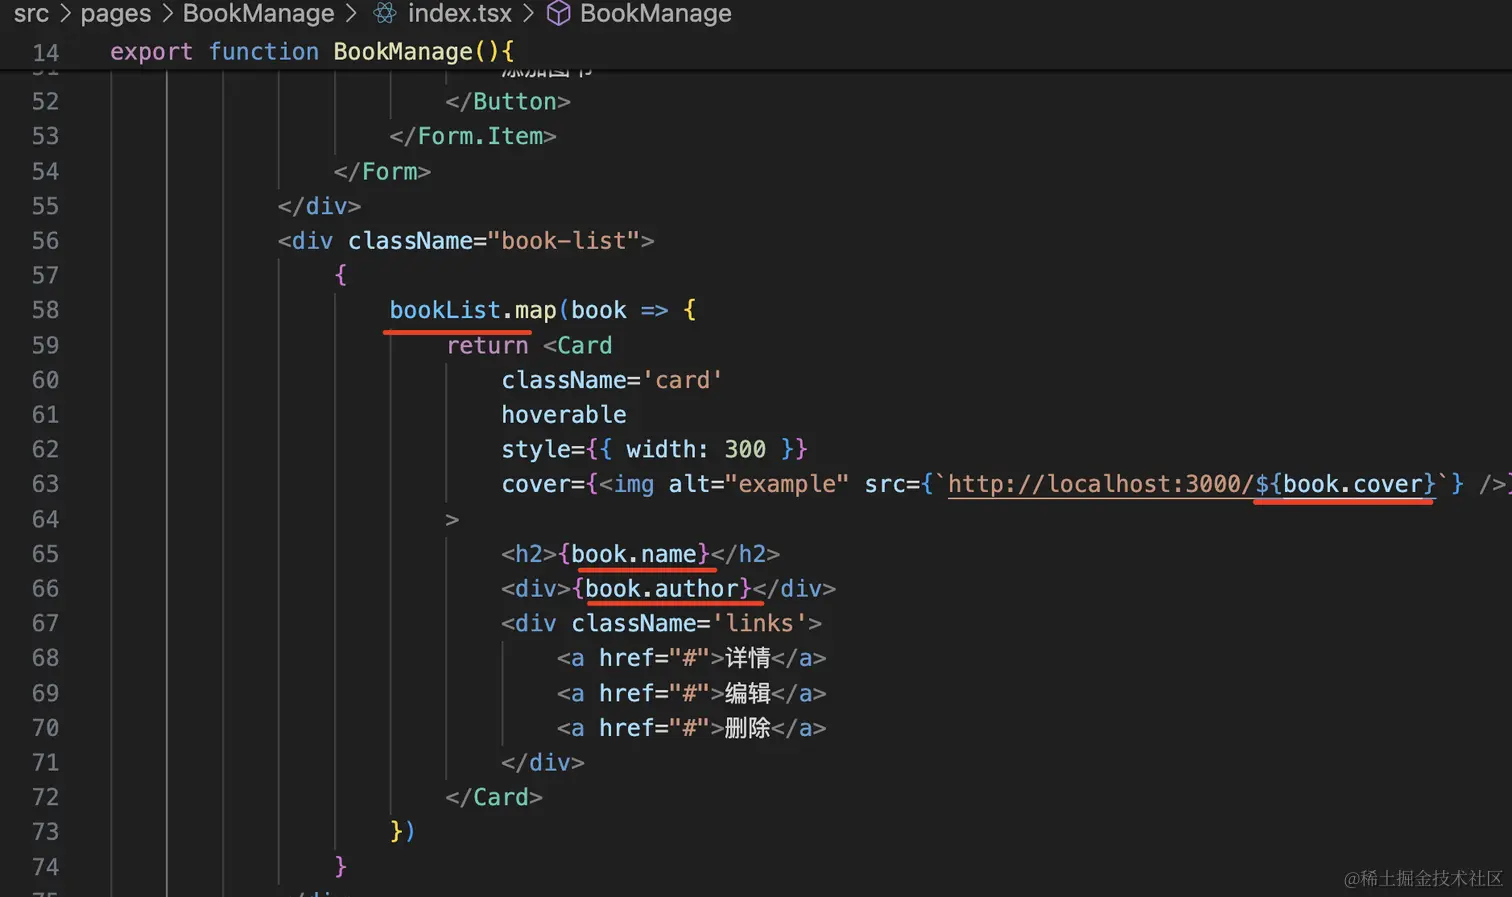 src > pages > BookManage > index.tsx > BookManage
14 export function BookManage(){
51 添加图书
52 </Button>
53 </Form.Item>
54 </Form>
55 </div>
56 <div className="book-list">
57 {
58 bookList.map(book => {
59 return <Card
60 className='card'
61 hoverable
62 style={{ width: 300 }}
63 cover={<img alt="example" src={`http://localhost:3000/${book.cover}`} />}
64 >
65 <h2>{book.name}</h2>
66 <div>{book.author}</div>
67 <div className='links'>
68 <a href="#">详情</a>
69 <a href="#">编辑</a>
70 <a href="#">删除</a>
71 </div>
72 </Card>
73 })
74 }
75 </div>
@稀土掘金技术社区